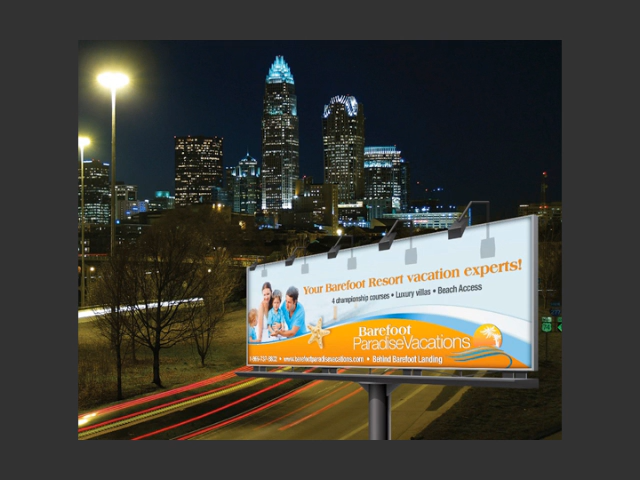 Your Barefoot Resort vacation experts!
4 championship courses • Luxury villas • Beach Access
Barefoot
ParadiseVacations
www.barefootparadisevacations.com • Behind Barefoot Landing